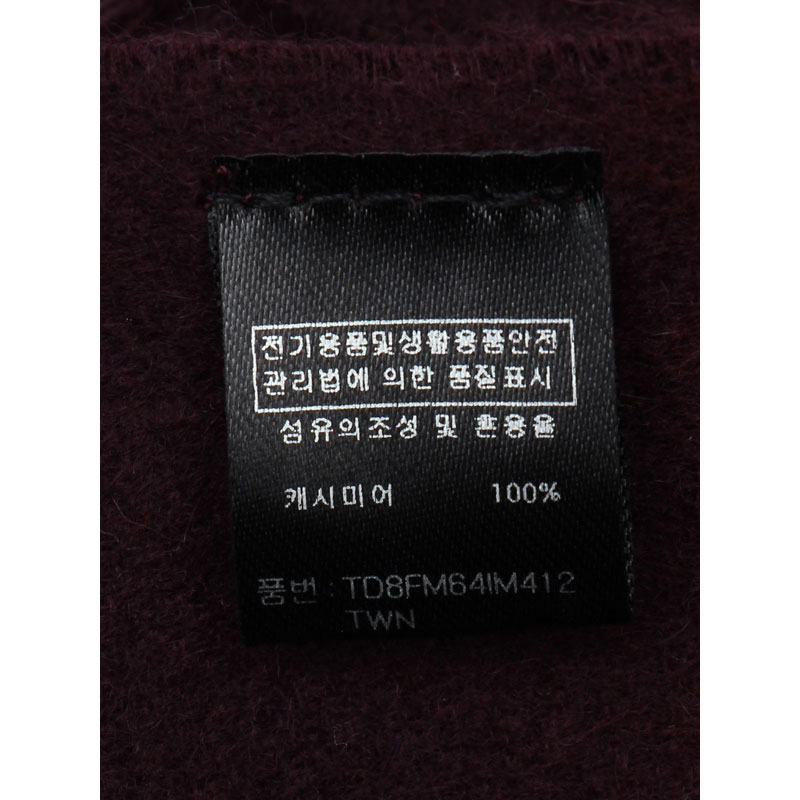 전기용품및생활용품안전
관리법에 의한 품질표시
섬유의조성 및 혼용율
캐시미어 100%
품번 : TD8FM64IM412
TWN